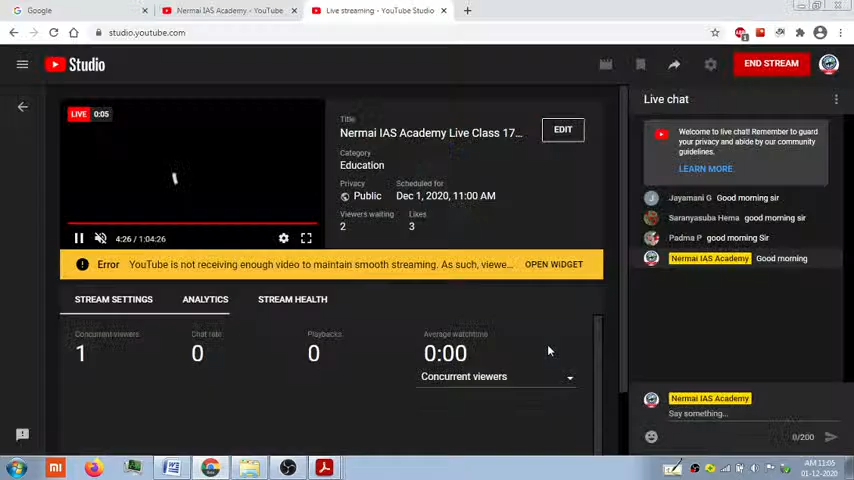 Google
Nermai IAS Academy - YouTube
Live streaming - YouTube Studio
studio.youtube.com
Studio
END STREAM
LIVE 0:05
4:26 / 1:04:26
Title
Nermai IAS Academy Live Class 17...
EDIT
Category
Education
Privacy
Public
Scheduled for
Dec 1, 2020, 11:00 AM
Viewers waiting
2
Likes
3
Error YouTube is not receiving enough video to maintain smooth streaming. As such, viewe... OPEN WIDGET
STREAM SETTINGS ANALYTICS STREAM HEALTH
Concurrent viewers
1
Chat rate
0
Playbacks
0
Average watchtime
0:00
Concurrent viewers
Live chat
Welcome to live chat! Remember to guard
your privacy and abide by our community
guidelines.
LEARN MORE
Jayamani G Good morning sir
Saranyasuba Hema good morning sir
Padma P good morning Sir
Nermai IAS Academy Good morning
Nermai IAS Academy
Say something...
0/200
AM 11:05
01-12-2020